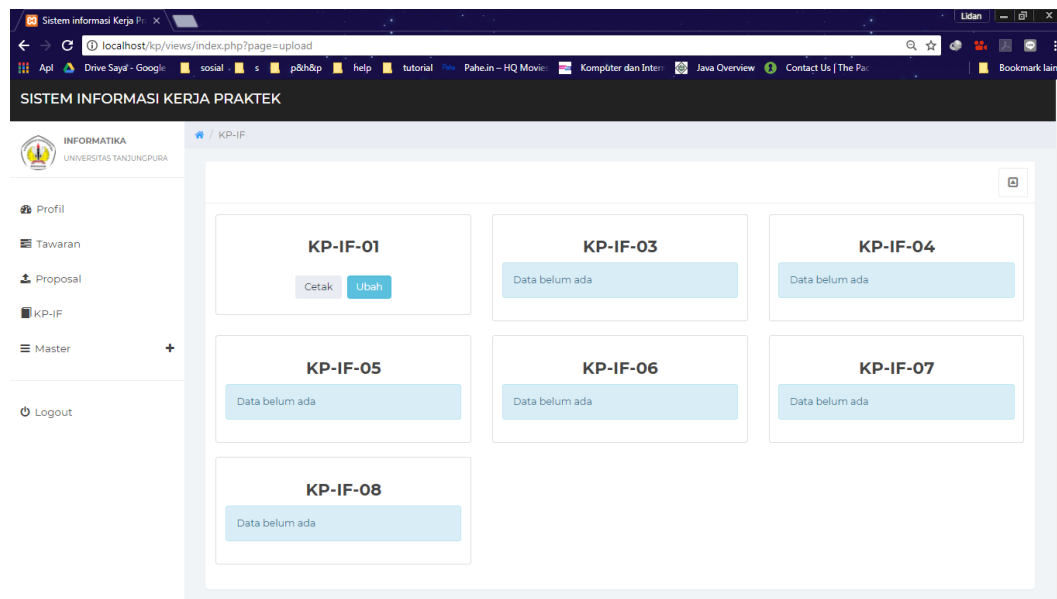 Sistem informasi Kerja Pr
Lidan
localhost/kp/views/index.php?page=upload
Apl Drive Saya - Google sosial s p&h&p help tutorial Pahe.in – HQ Movie Komputer dan Inter Java Overview Contact Us | The Pac Bookmark lain
SISTEM INFORMASI KERJA PRAKTEK
INFORMATIKA
UNIVERSITAS TANJUNGPURA
/ KP-IF
Profil
Tawaran
Proposal
KP-IF
Master
Logout
KP-IF-01
Cetak Ubah
KP-IF-03
Data belum ada
KP-IF-04
Data belum ada
KP-IF-05
Data belum ada
KP-IF-06
Data belum ada
KP-IF-07
Data belum ada
KP-IF-08
Data belum ada